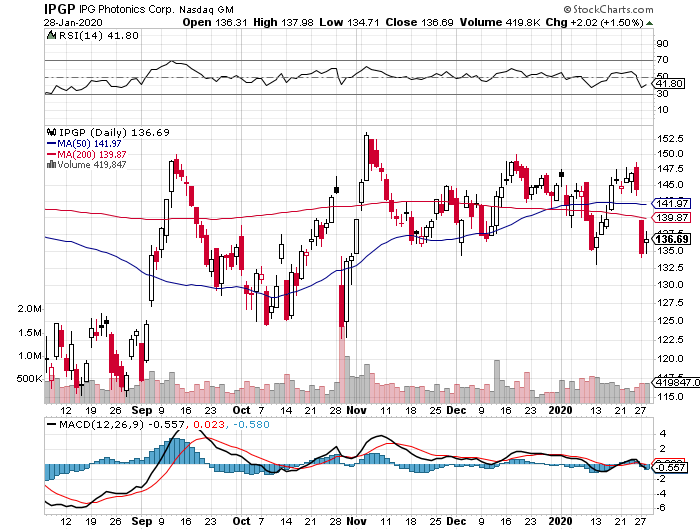 IPGP IPG Photonics Corp. Nasdaq GM © StockCharts.com
28-Jan-2020 Open 136.31 High 137.98 Low 134.71 Close 136.69 Volume 419.8K Chg +2.02 (+1.50%)
RSI(14) 41.80
90
70
50
41.80
30
10
IPGP (Daily) 136.69
MA(50) 141.97
MA(200) 139.87
Volume 419,847
152.5
150.0
147.5
145.0
141.97
139.87
137.5
136.69
135.0
132.5
130.0
127.5
125.0
122.5
120.0
117.5
115.0
2.0M
1.5M
1.0M
500K
419847.0
12 19 26 Sep 9 16 23 Oct 7 14 21 28 Nov 11 18 25 Dec 9 16 23 2020 13 21 27
MACD(12,26,9) -0.557, 0.023, -0.580
4
2
-0.557
-2
-4
-6
12 19 26 Sep 9 16 23 Oct 7 14 21 28 Nov 11 18 25 Dec 9 16 23 2020 13 21 27